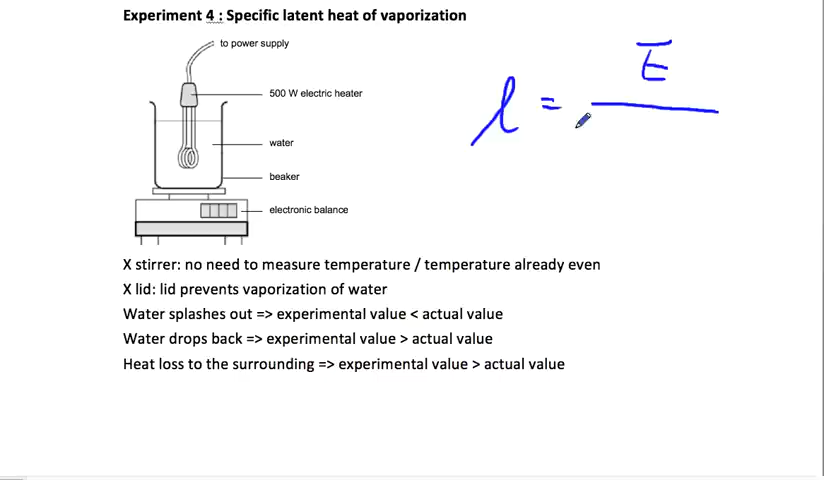 Experiment 4 : Specific latent heat of vaporization
to power supply
500 W electric heater
l = E
water
beaker
electronic balance
X stirrer: no need to measure temperature / temperature already even
X lid: lid prevents vaporization of water
Water splashes out => experimental value < actual value
Water drops back => experimental value > actual value
Heat loss to the surrounding => experimental value > actual value